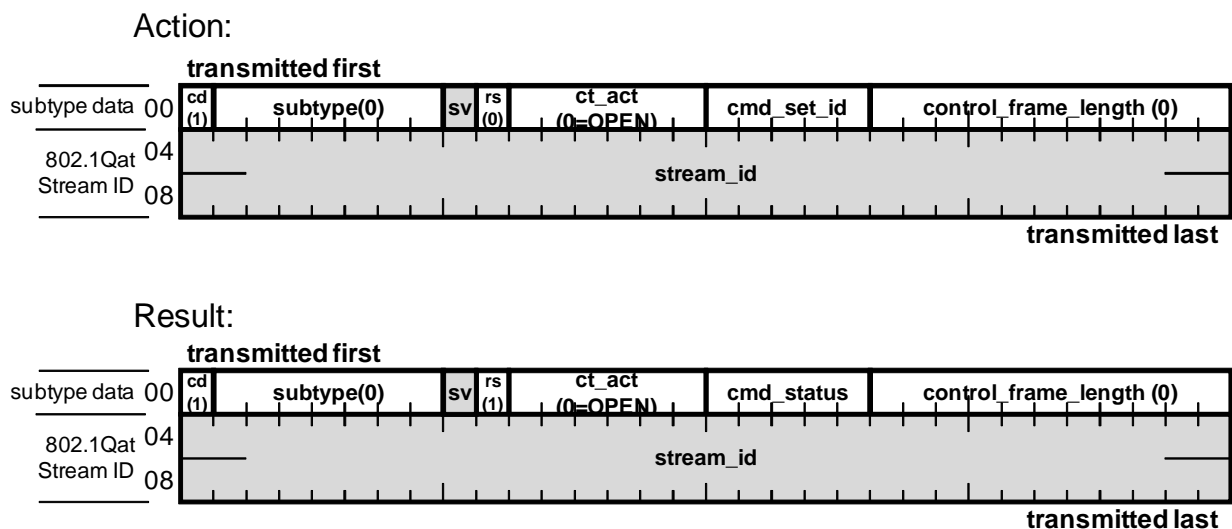 Action:
transmitted first
subtype data 00 cd (1) subtype(0) sv rs (0) ct_act (0=OPEN) cmd_set_id control_frame_length (0)
802.1Qat Stream ID 04 08 stream_id
transmitted last
Result:
transmitted first
subtype data 00 cd (1) subtype(0) sv rs (1) ct_act (0=OPEN) cmd_status control_frame_length (0)
802.1Qat Stream ID 04 08 stream_id
transmitted last